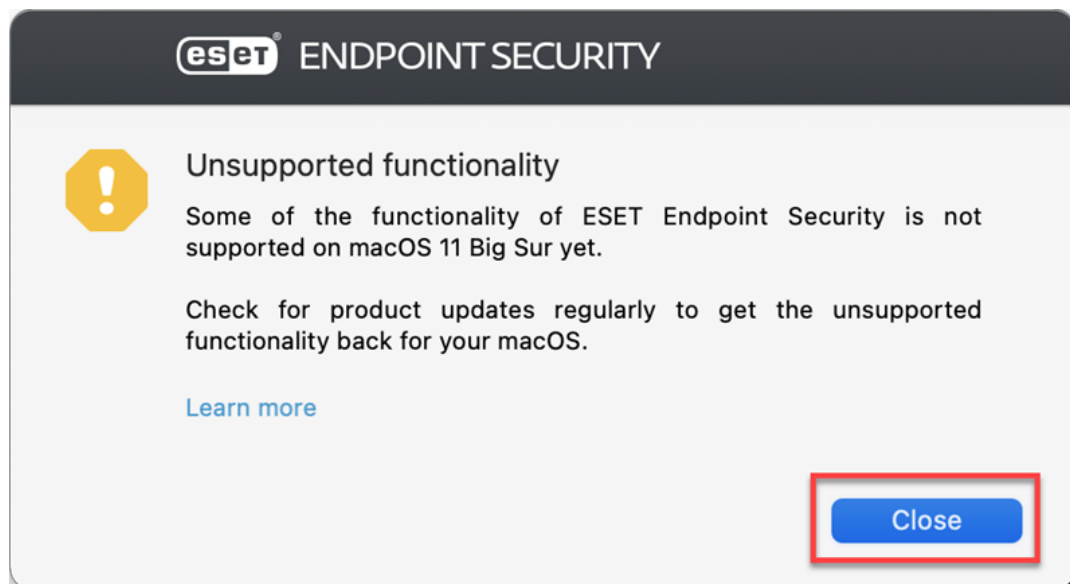 eset® ENDPOINT SECURITY
Unsupported functionality
Some of the functionality of ESET Endpoint Security is not
supported on macOS 11 Big Sur yet.
Check for product updates regularly to get the unsupported
functionality back for your macOS.
Learn more
Close